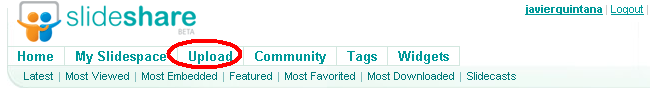 slideshare
BETA
javierquintana | Logout |
Home | My Slidespace | Upload | Community | Tags | Widgets
Latest | Most Viewed | Most Embedded | Featured | Most Favorited | Most Downloaded | Slidecasts